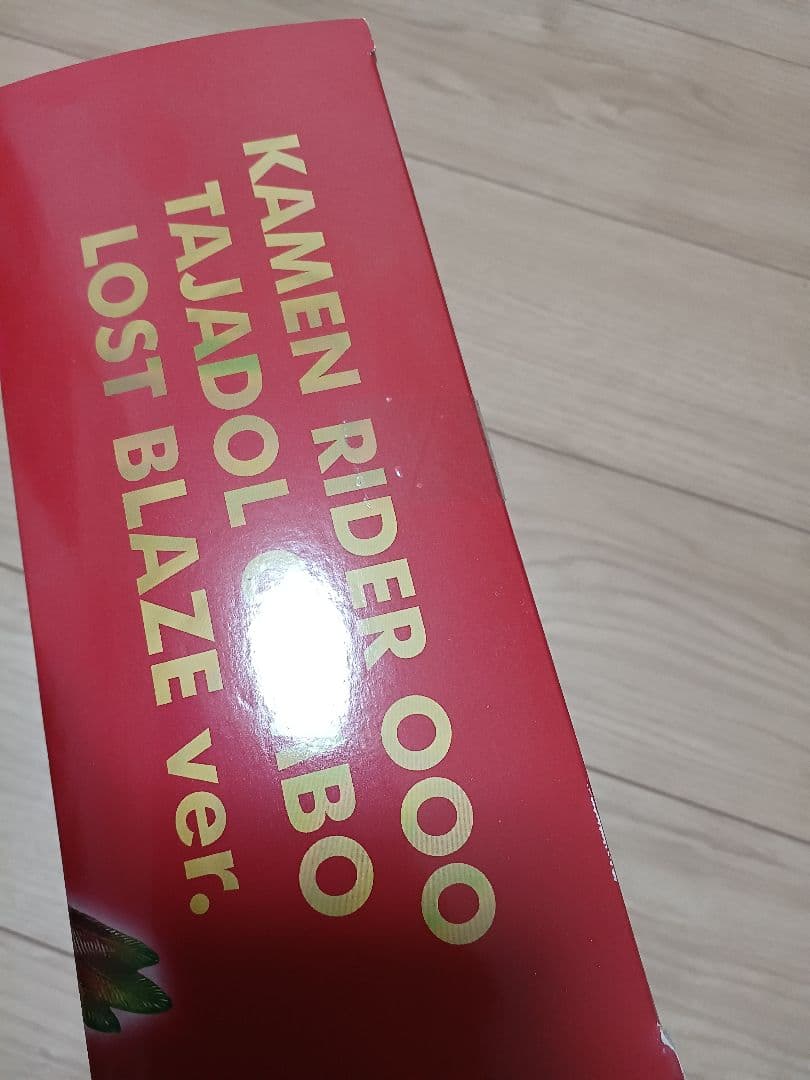 KAMEN RIDER OOO
TAJADOL
LOST BLAZE ver.